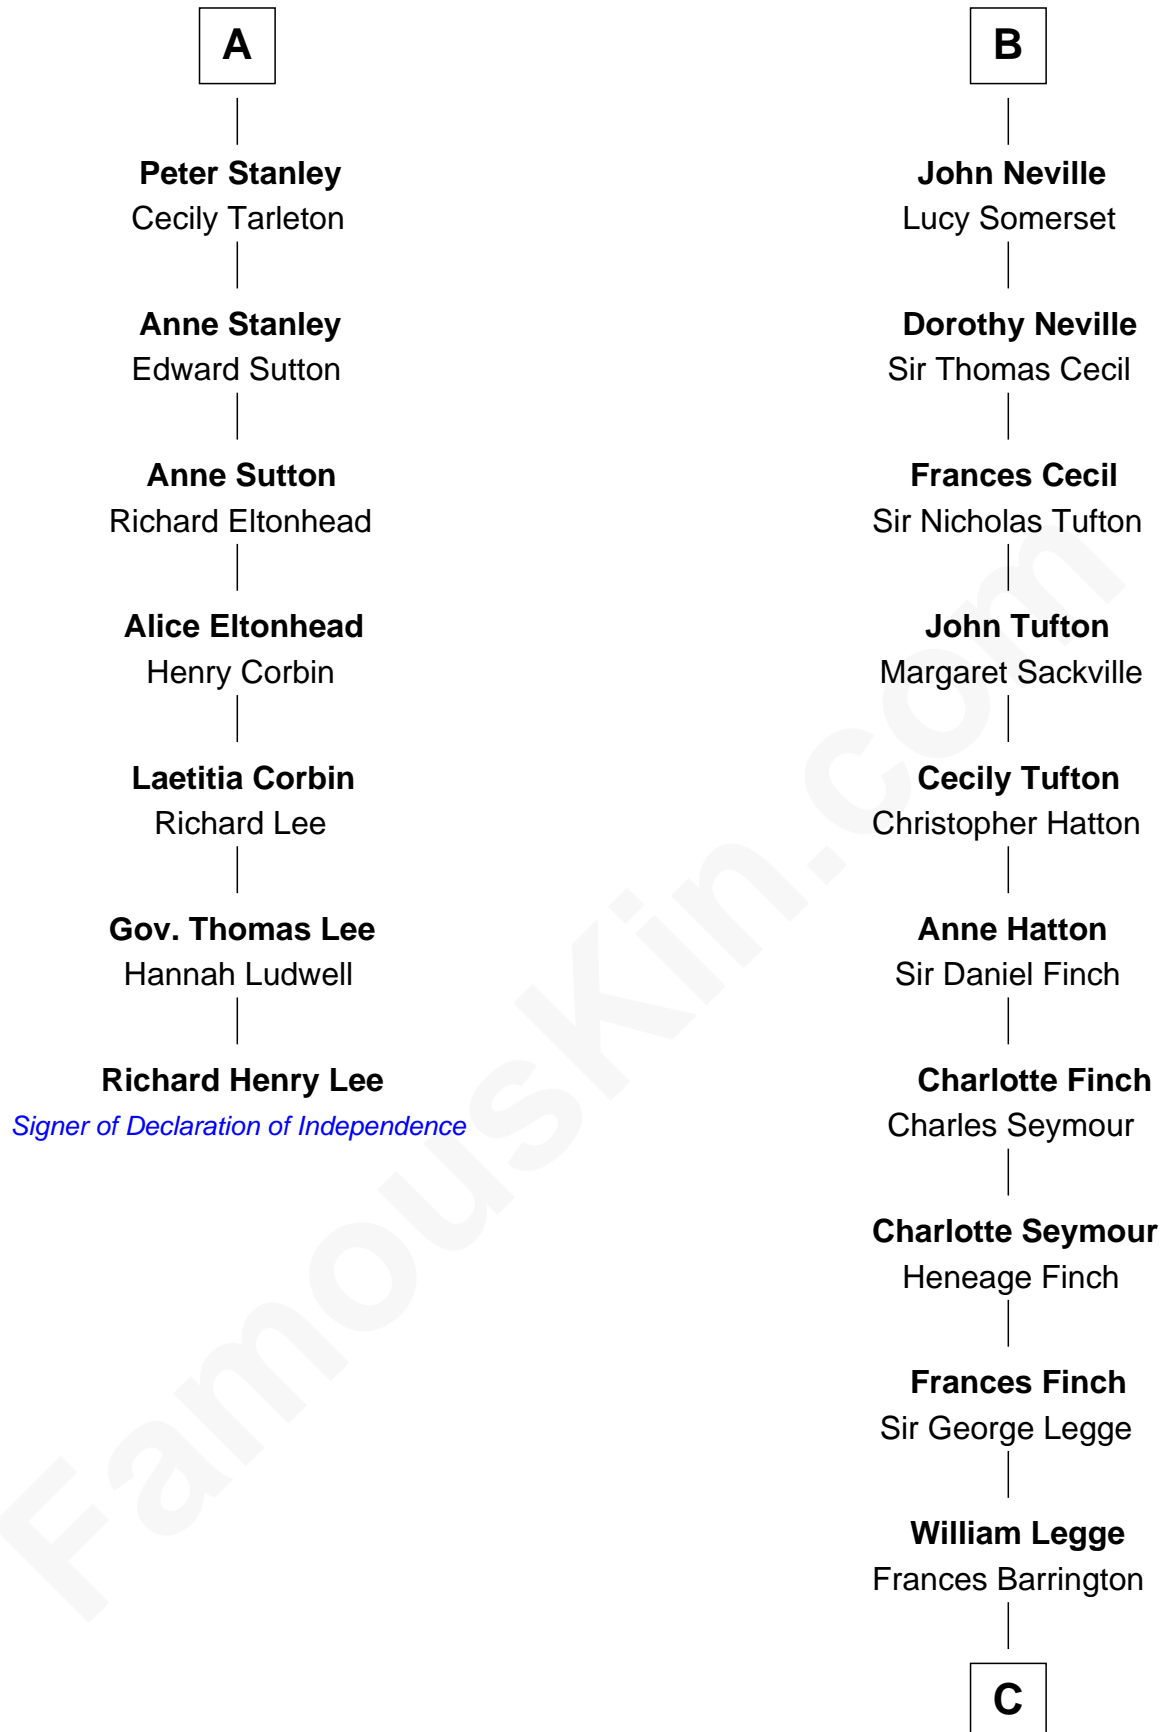 A
Peter Stanley
Cecily Tarleton
Anne Stanley
Edward Sutton
Anne Sutton
Richard Eltonhead
Alice Eltonhead
Henry Corbin
Laetitia Corbin
Richard Lee
Gov. Thomas Lee
Hannah Ludwell
Richard Henry Lee
Signer of Declaration of Independence
B
John Neville
Lucy Somerset
Dorothy Neville
Sir Thomas Cecil
Frances Cecil
Sir Nicholas Tufton
John Tufton
Margaret Sackville
Cecily Tufton
Christopher Hatton
Anne Hatton
Sir Daniel Finch
Charlotte Finch
Charles Seymour
Charlotte Seymour
Heneage Finch
Frances Finch
Sir George Legge
William Legge
Frances Barrington
C
FamousKin.com